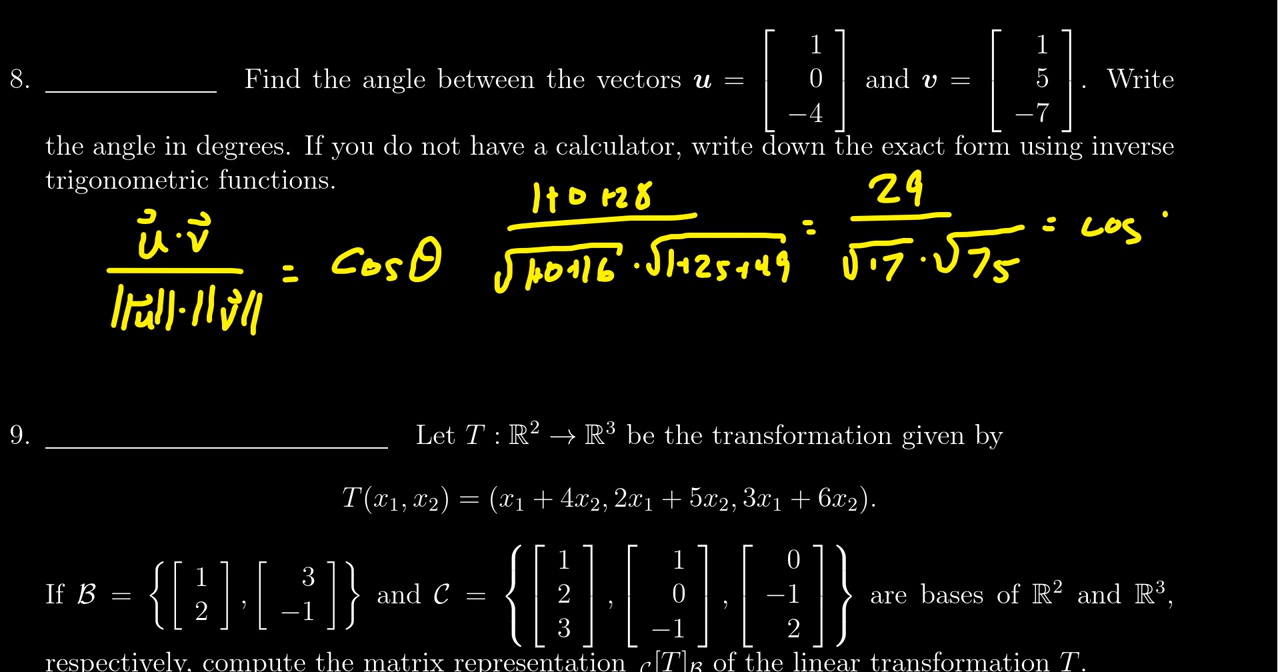 8. ____________ Find the angle between the vectors u = [1 0 −4] and v = [1 5 −7]. Write
the angle in degrees. If you do not have a calculator, write down the exact form using inverse
trigonometric functions.
u⃗ · v⃗ / ||u⃗|| · ||v⃗|| = cos θ   1+0+28 / √1+0+16 · √1+25+49 = 29 / √17 · √75 = cos
9. ________________________ Let T : ℝ² → ℝ³ be the transformation given by
T(x₁, x₂) = (x₁ + 4x₂, 2x₁ + 5x₂, 3x₁ + 6x₂).
If ℬ = {[1 2], [3 −1]} and 𝒞 = {[1 2 3], [1 0 −1], [0 −1 2]} are bases of ℝ² and ℝ³,
respectively, compute the matrix representation 𝒞[T]ℬ of the linear transformation T.